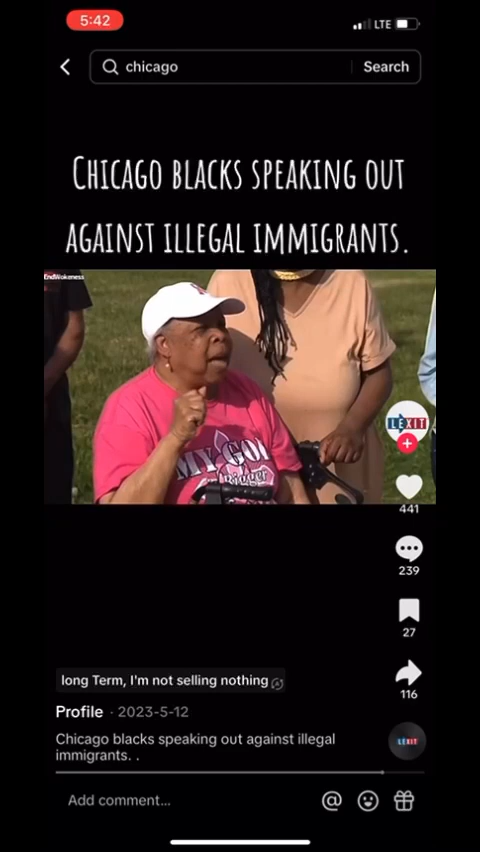 5:42
LTE
chicago
Search
CHICAGO BLACKS SPEAKING OUT
AGAINST ILLEGAL IMMIGRANTS.
EndWokeness
MY GOD
Bigger
LEXIT
441
239
27
116
long Term, I'm not selling nothing
Profile · 2023-5-12
Chicago blacks speaking out against illegal
immigrants. .
LEXIT
Add comment...